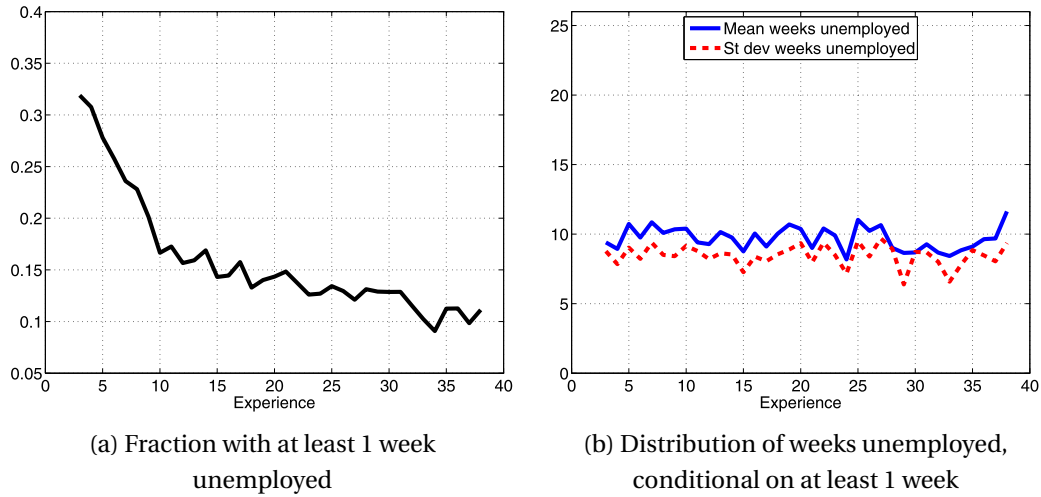 0.4
0.35
0.3
0.25
0.2
0.15
0.1
0.05
0 5 10 15 20 25 30 35 40
Experience
(a) Fraction with at least 1 week
unemployed
Mean weeks unemployed
St dev weeks unemployed
25
20
15
10
5
0
0 5 10 15 20 25 30 35 40
Experience
(b) Distribution of weeks unemployed,
conditional on at least 1 week